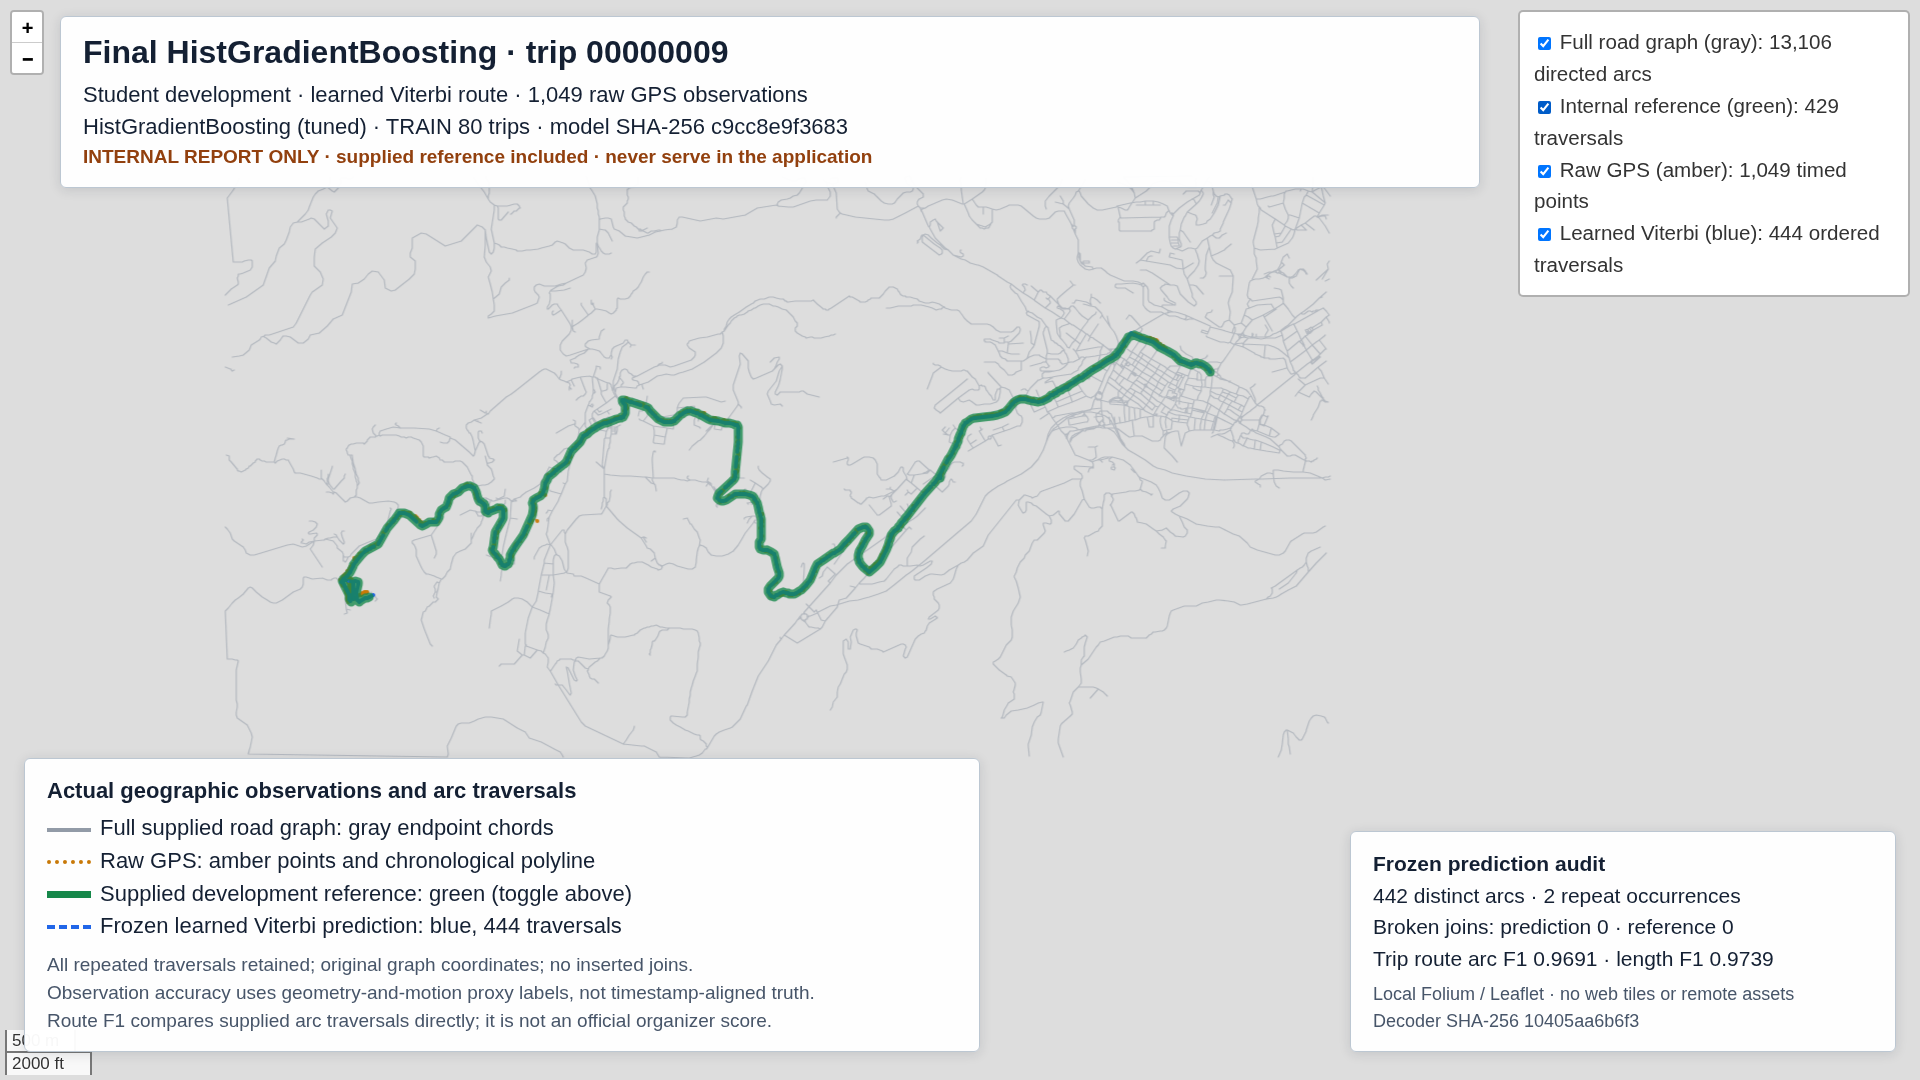 +
−
Final HistGradientBoosting · trip 00000009
Student development · learned Viterbi route · 1,049 raw GPS observations
HistGradientBoosting (tuned) · TRAIN 80 trips · model SHA-256 c9cc8e9f3683
INTERNAL REPORT ONLY · supplied reference included · never serve in the application
Full road graph (gray): 13,106
directed arcs
Internal reference (green): 429
traversals
Raw GPS (amber): 1,049 timed
points
Learned Viterbi (blue): 444 ordered
traversals
Actual geographic observations and arc traversals
Full supplied road graph: gray endpoint chords
Raw GPS: amber points and chronological polyline
Supplied development reference: green (toggle above)
Frozen learned Viterbi prediction: blue, 444 traversals
All repeated traversals retained; original graph coordinates; no inserted joins.
Observation accuracy uses geometry-and-motion proxy labels, not timestamp-aligned truth.
Route F1 compares supplied arc traversals directly; it is not an official organizer score.
500 m
2000 ft
Frozen prediction audit
442 distinct arcs · 2 repeat occurrences
Broken joins: prediction 0 · reference 0
Trip route arc F1 0.9691 · length F1 0.9739
Local Folium / Leaflet · no web tiles or remote assets
Decoder SHA-256 10405aa6b6f3